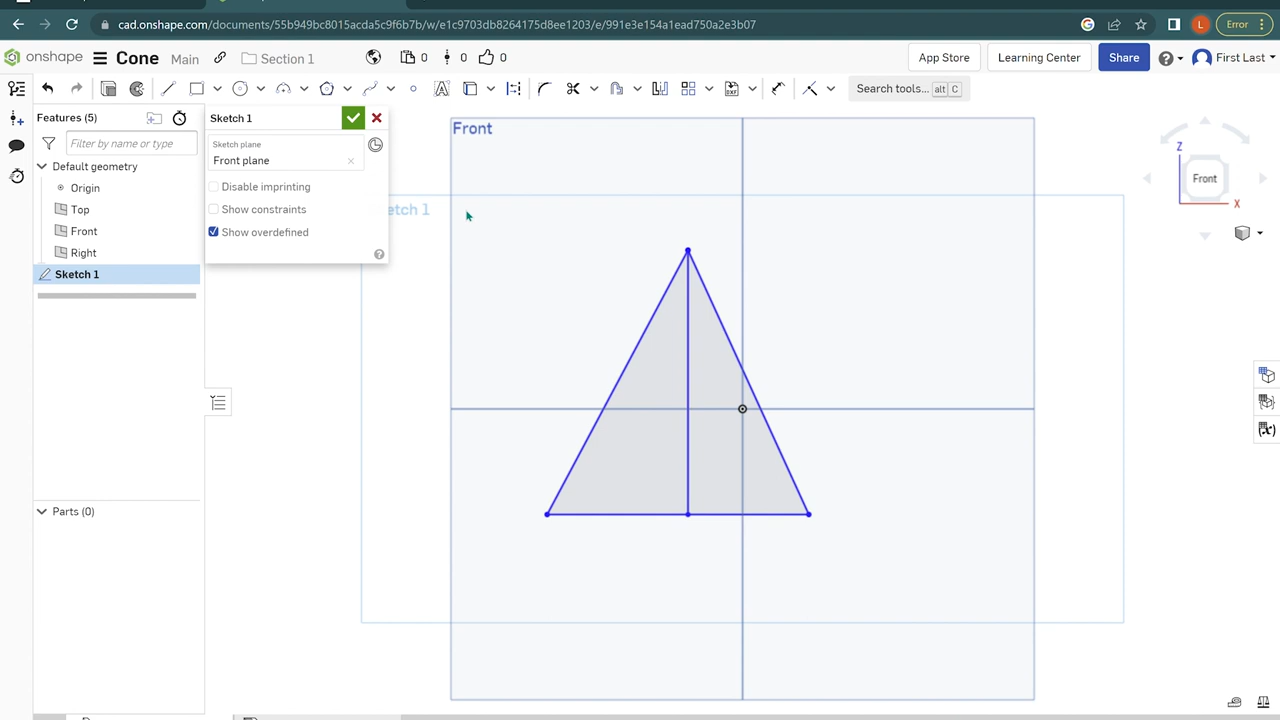 cad.onshape.com/documents/55b949bc8015acda5c9f6b7b/w/e1c9703db8264175d8ee1203/e/991e3e154a1ead750a2e3b07
Error
onshape Cone Main Section 1 0 0 0 App Store Learning Center Share First Last
Search tools... alt C
Features (5)
Filter by name or type
Default geometry
Origin
Top
Front
Right
Sketch 1
Parts (0)
Sketch 1
Sketch plane
Front plane
Disable imprinting
Show constraints
Show overdefined
Front
etch 1
Z
Front
X
(x)
L